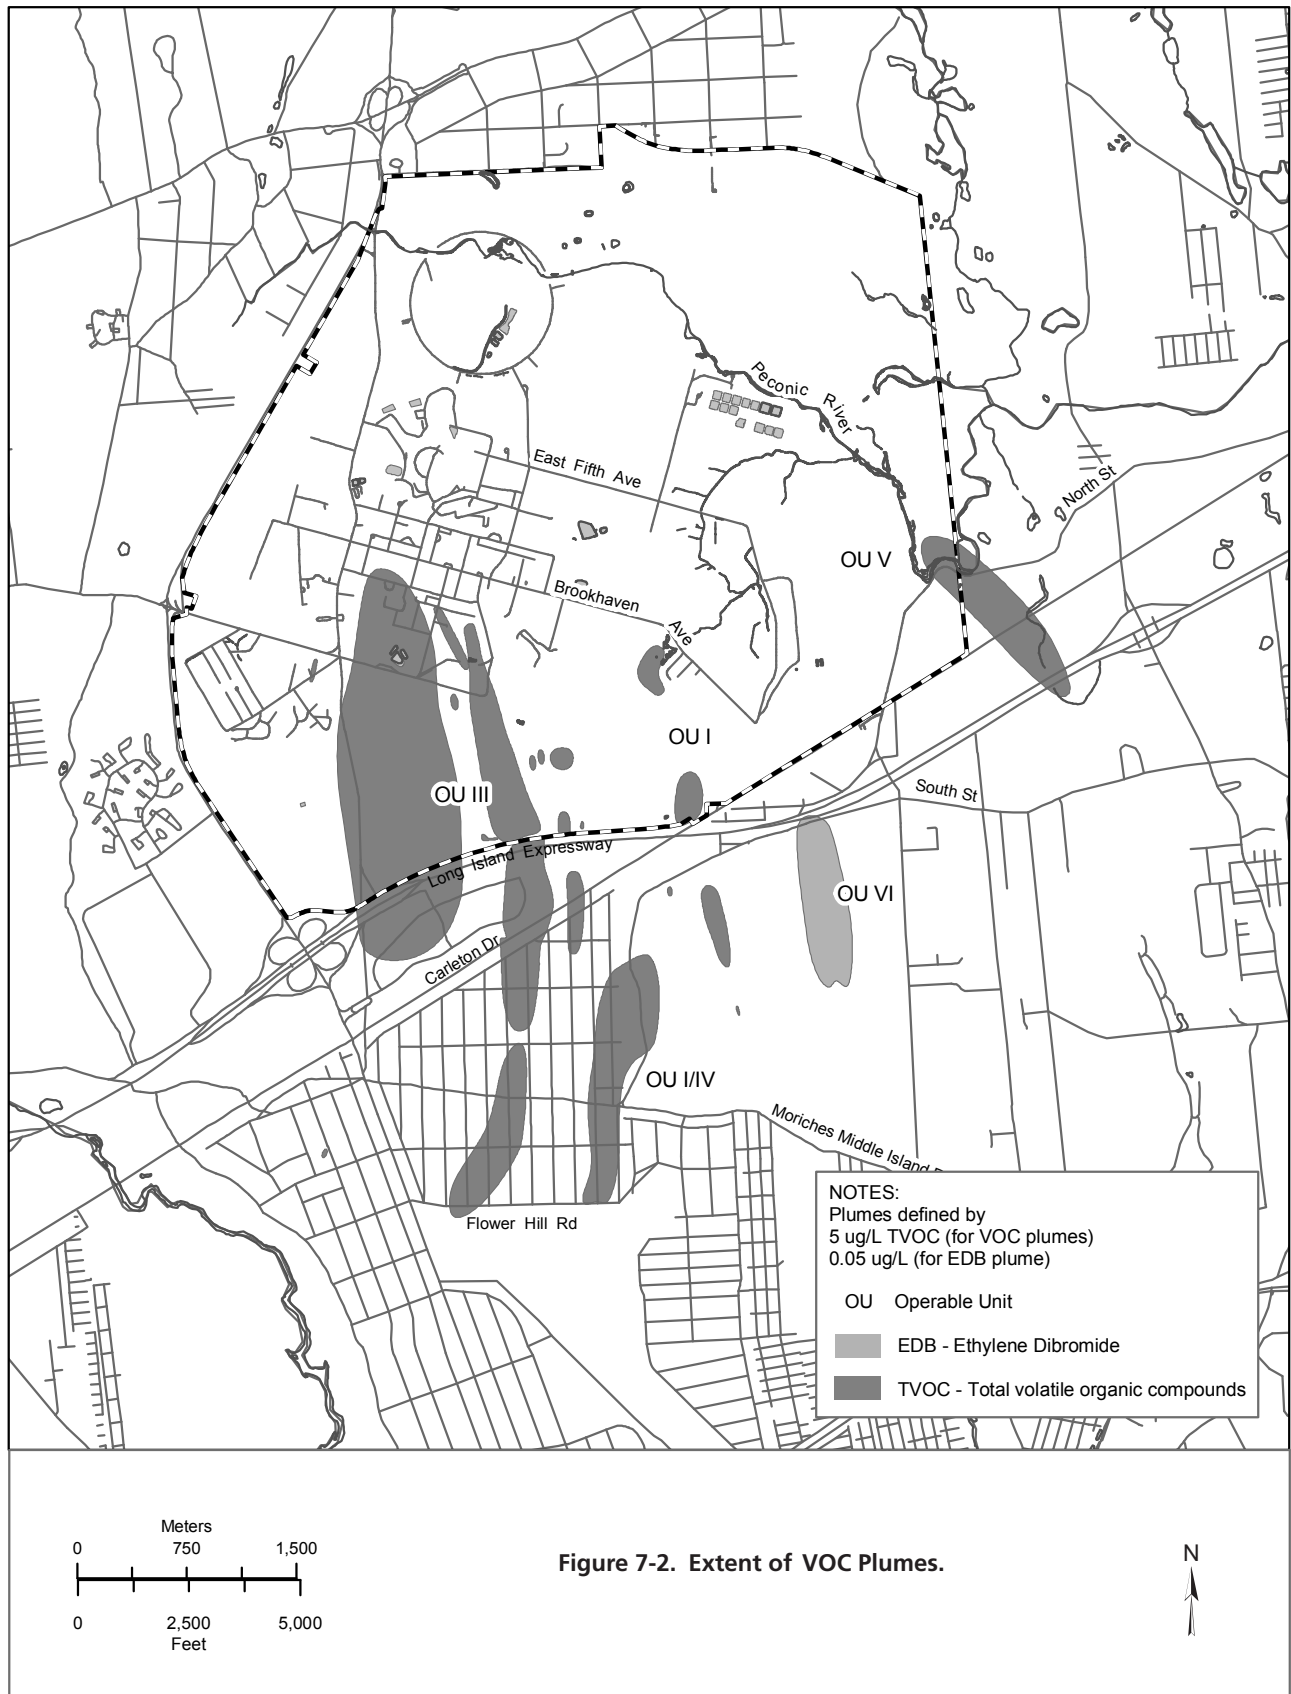 Peconic River
East Fifth Ave
North St
OU V
Brookhaven Ave
OU I
OU III
South St
Long Island Expressway
OU VI
Carleton Dr
OU I/IV
Moriches Middle Island
Flower Hill Rd
NOTES:
Plumes defined by
5 ug/L TVOC (for VOC plumes)
0.05 ug/L (for EDB plume)
OU Operable Unit
EDB - Ethylene Dibromide
TVOC - Total volatile organic compounds
Meters
0 750 1,500
0 2,500 5,000
Feet
Figure 7-2. Extent of VOC Plumes.
N